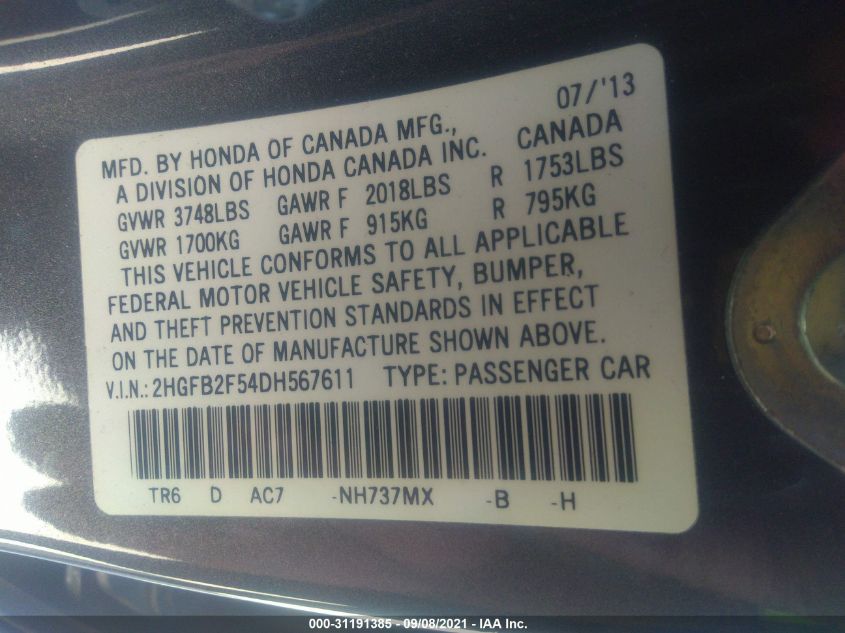 07/'13
MFD. BY HONDA OF CANADA MFG.,
A DIVISION OF HONDA CANADA INC. CANADA
GVWR 3748LBS GAWR F 2018LBS R 1753LBS
GVWR 1700KG GAWR F 915KG R 795KG
THIS VEHICLE CONFORMS TO ALL APPLICABLE
FEDERAL MOTOR VEHICLE SAFETY, BUMPER,
AND THEFT PREVENTION STANDARDS IN EFFECT
ON THE DATE OF MANUFACTURE SHOWN ABOVE.
V.I.N.: 2HGFB2F54DH567611 TYPE: PASSENGER CAR
TR6 D AC7 -NH737MX -B -H
000-31191385 - 09/08/2021 - IAA Inc.